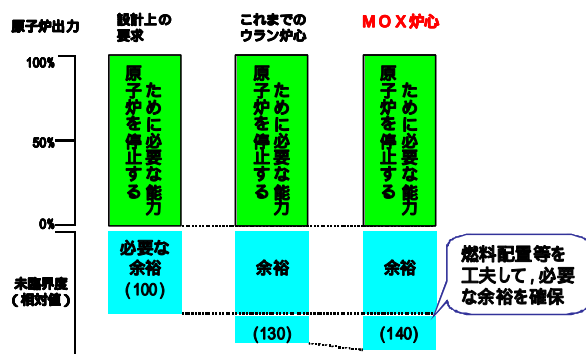 原子炉出力
設計上の
要求
これまでの
ウラン炉心
ＭＯＸ炉心
100%
50%
0%
原子炉を停止する
ために必要な能力
原子炉を停止する
ために必要な能力
原子炉を停止する
ために必要な能力
未臨界度
（相対値）
必要な
余裕
(100)
余裕
(130)
余裕
(140)
燃料配置等を
工夫して，必要
な余裕を確保